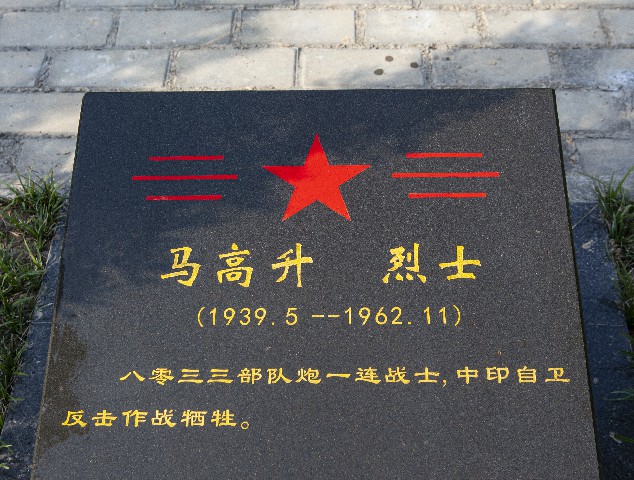 马高升 烈士
(1939.5 --1962.11)
八零三三部队炮一连战士,中印自卫
反击作战牺牲。